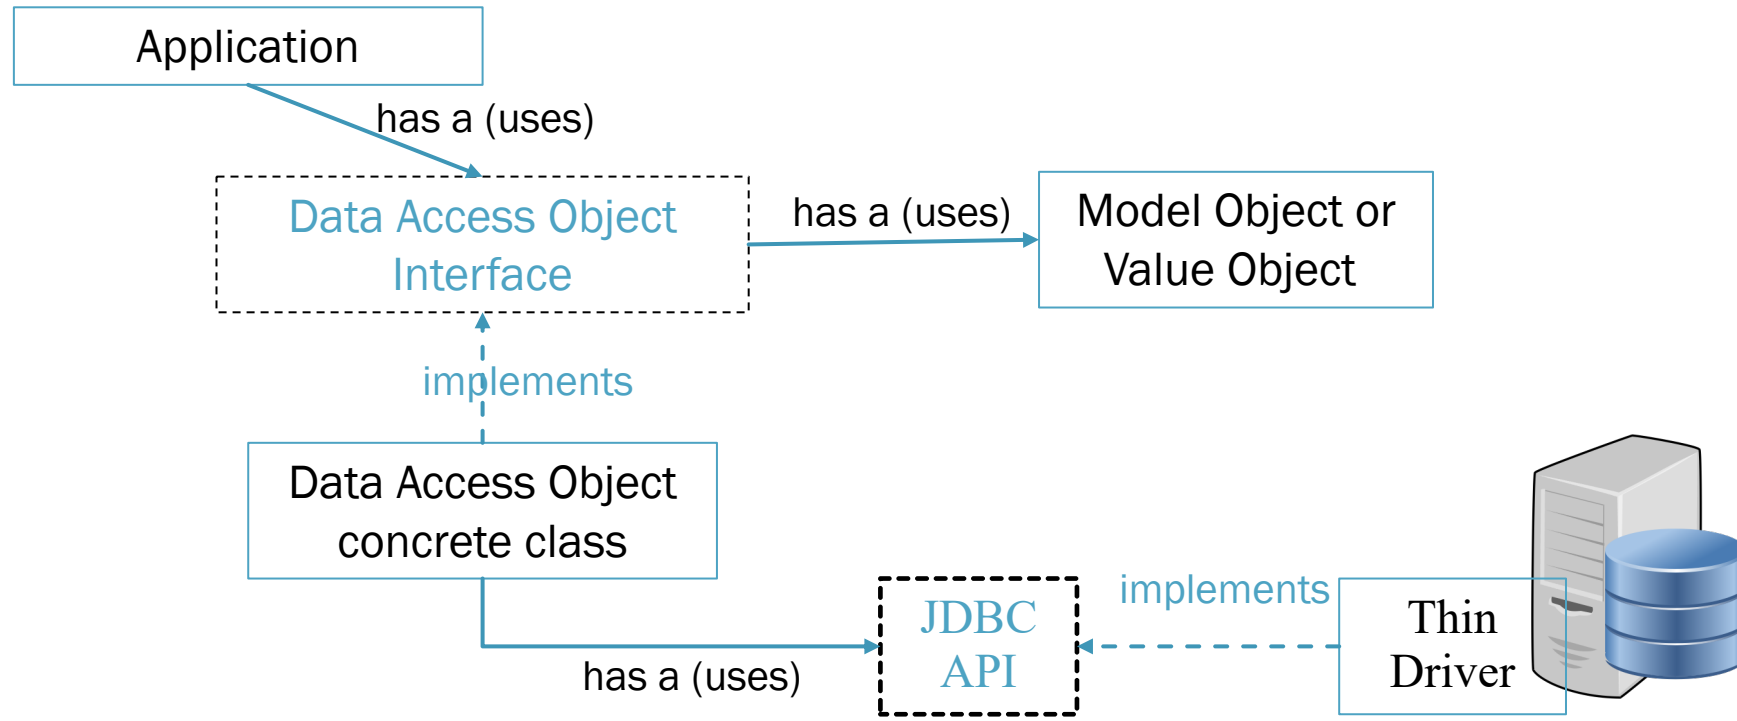 Application
has a (uses)
Data Access Object
Interface
has a (uses)
Model Object or
Value Object
implements
Data Access Object
concrete class
has a (uses)
JDBC
API
implements
Thin
Driver